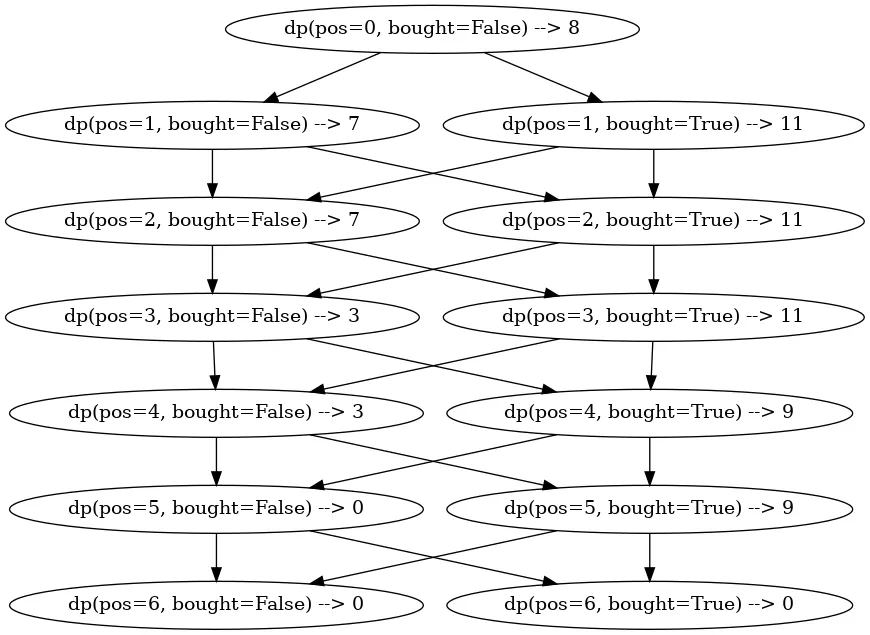 dp(pos=0, bought=False) --> 8
dp(pos=1, bought=False) --> 7
dp(pos=1, bought=True) --> 11
dp(pos=2, bought=False) --> 7
dp(pos=2, bought=True) --> 11
dp(pos=3, bought=False) --> 3
dp(pos=3, bought=True) --> 11
dp(pos=4, bought=False) --> 3
dp(pos=4, bought=True) --> 9
dp(pos=5, bought=False) --> 0
dp(pos=5, bought=True) --> 9
dp(pos=6, bought=False) --> 0
dp(pos=6, bought=True) --> 0